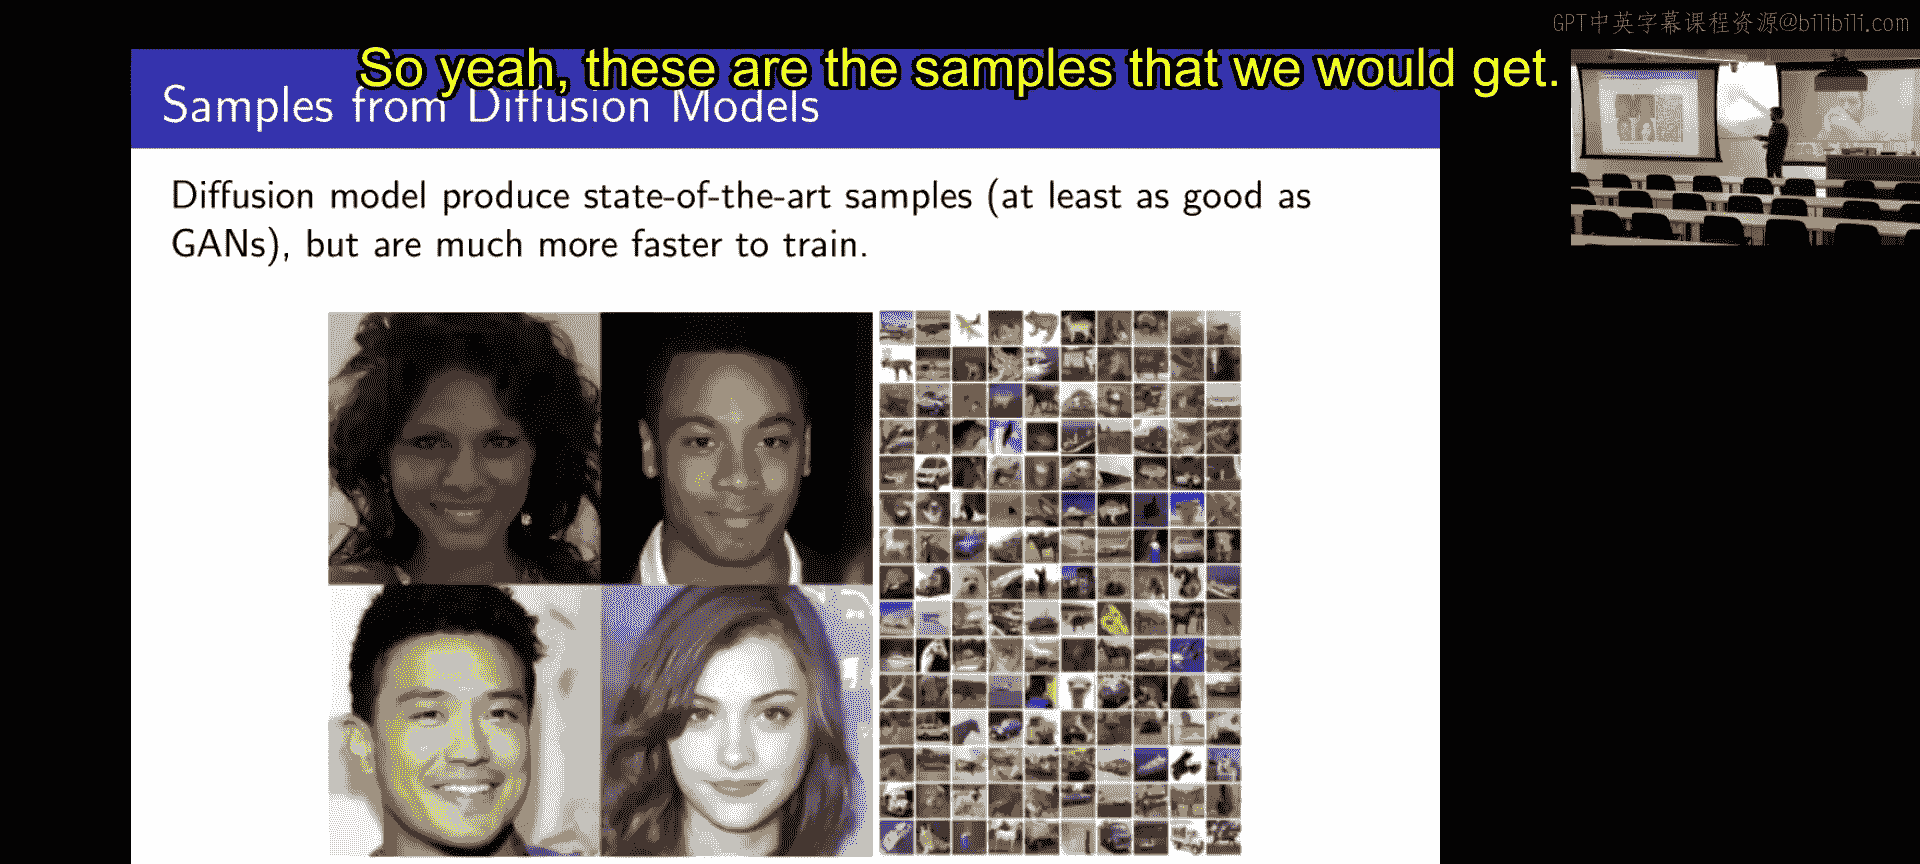 GPT中英字幕课程资源@bilibili.com
So yeah, these are the samples that we would get.
Samples from Diffusion Models
Diffusion model produce state-of-the-art samples (at least as good as
GANs), but are much more faster to train.